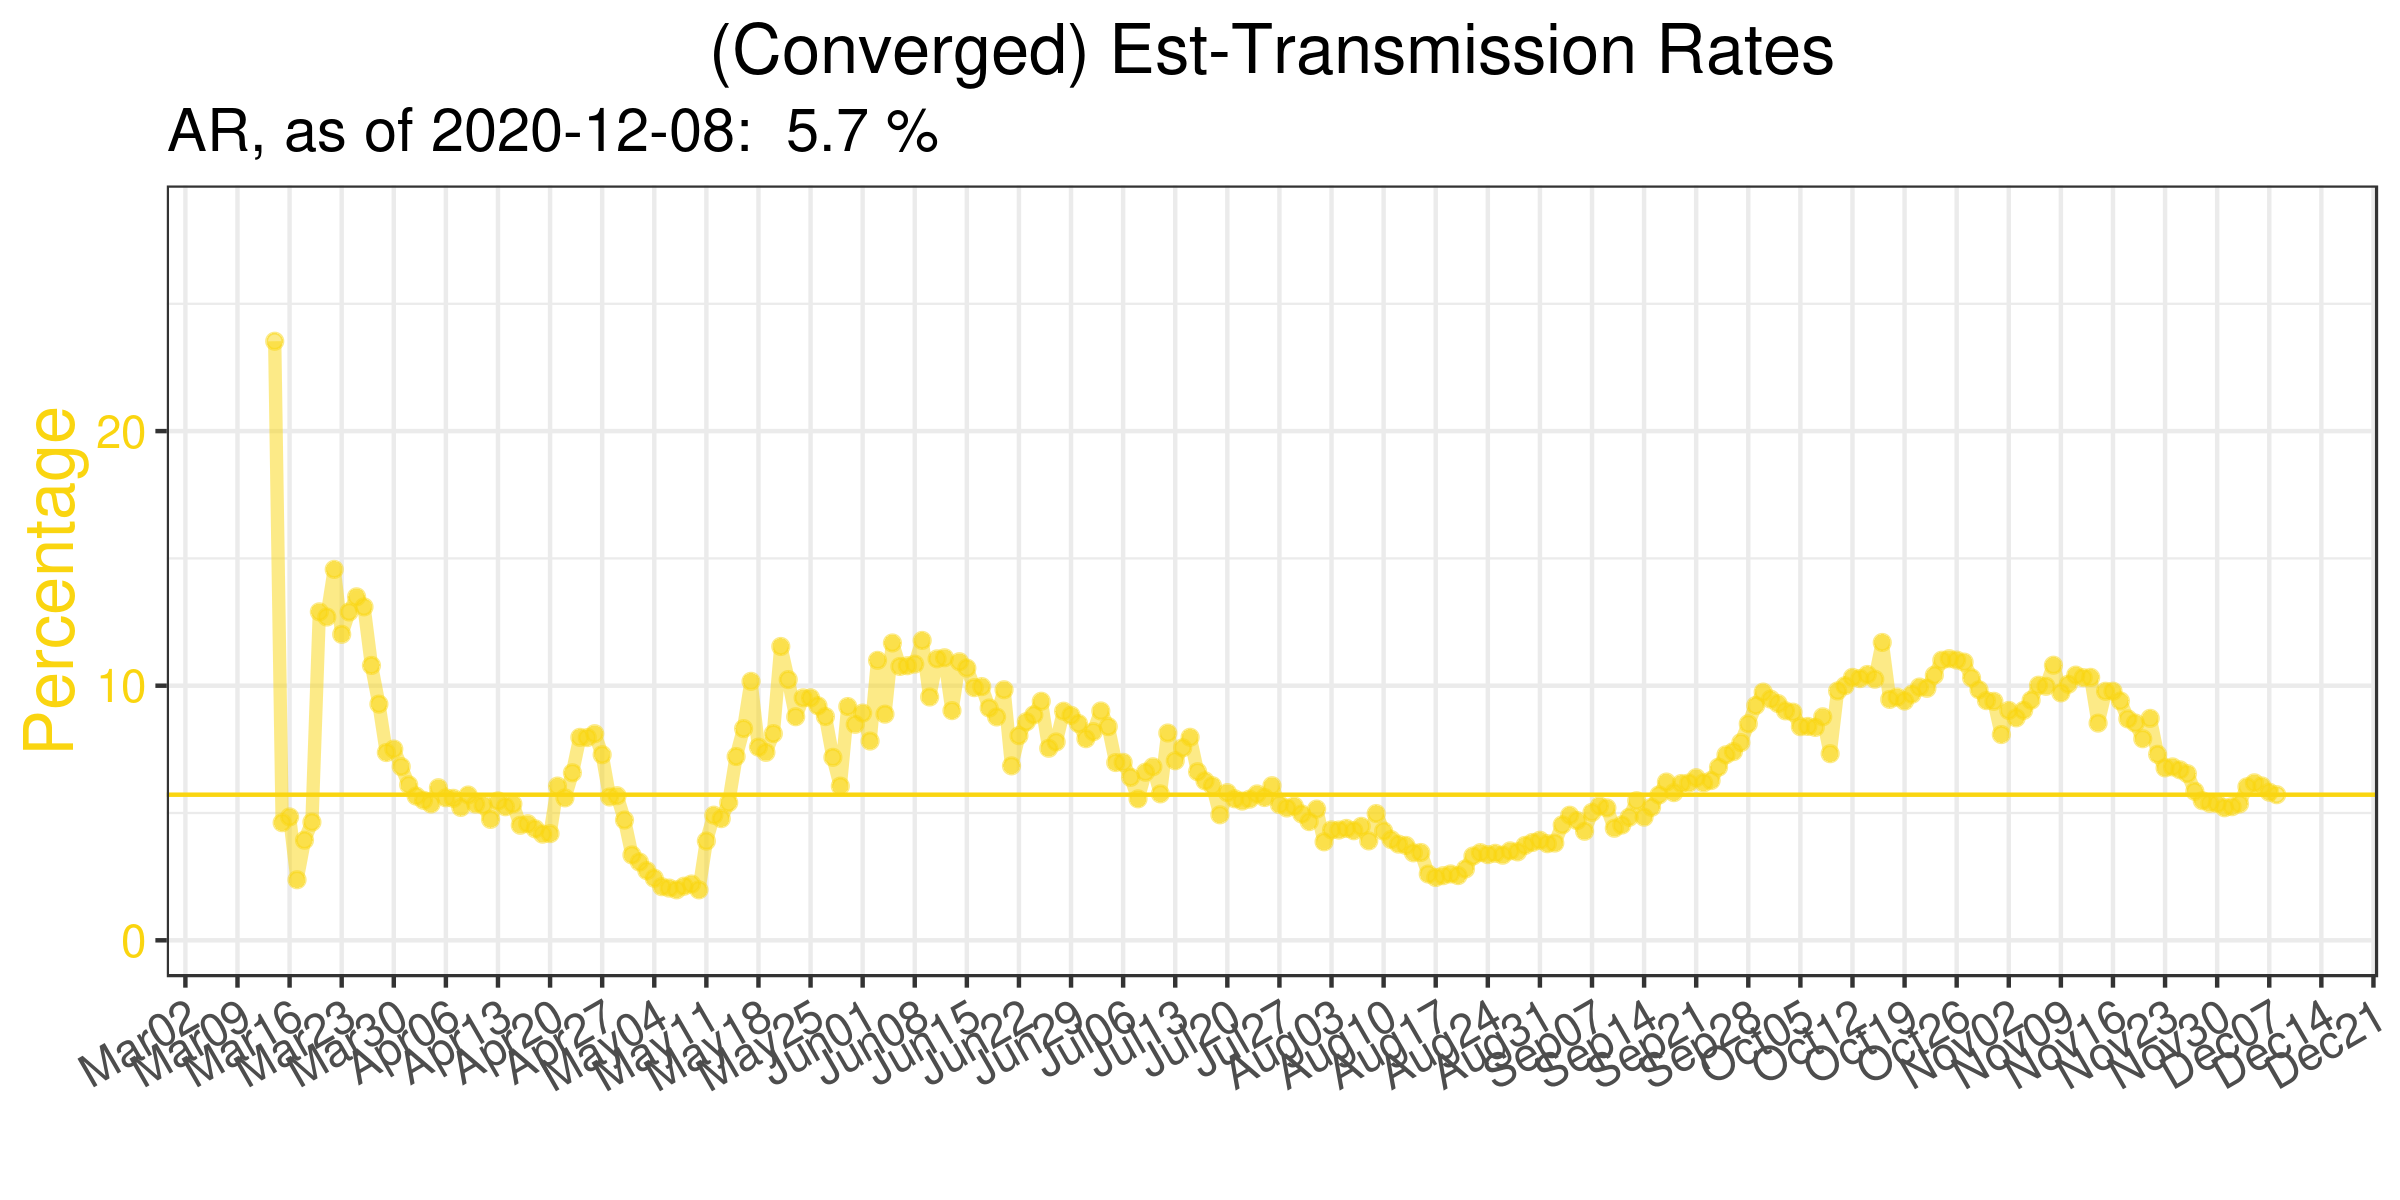 (Converged) Est-Transmission Rates
AR, as of 2020-12-08:  5.7 %
Percentage
20
10
0
Mar02
Mar09
Mar16
Mar23
Mar30
Apr06
Apr13
Apr20
Apr27
May04
May11
May18
May25
Jun01
Jun08
Jun15
Jun22
Jun29
Jul06
Jul13
Jul20
Jul27
Aug03
Aug10
Aug17
Aug24
Aug31
Sep07
Sep14
Sep21
Sep28
Oct05
Oct12
Oct19
Oct26
Nov02
Nov09
Nov16
Nov23
Nov30
Dec07
Dec14
Dec21